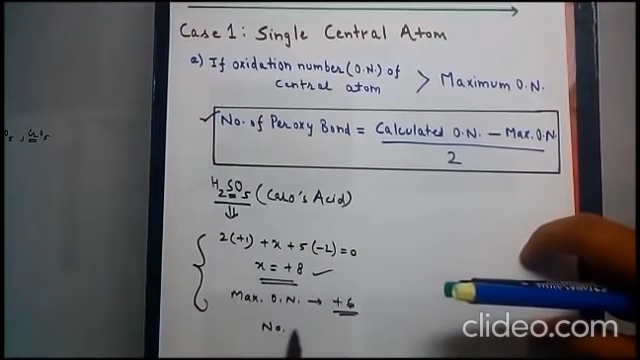 Case 1: Single Central Atom
a) If oxidation number (O.N.) of central atom > Maximum O.N.
✓ No. of Peroxy Bond = Calculated O.N. – Max. O.N. / 2
H₂SO₅ (Caro's Acid)
⇓
2(+1) + x + 5(-2) = 0
x = +8 ✓
Max. O.N. → +6
No.
clideo.com